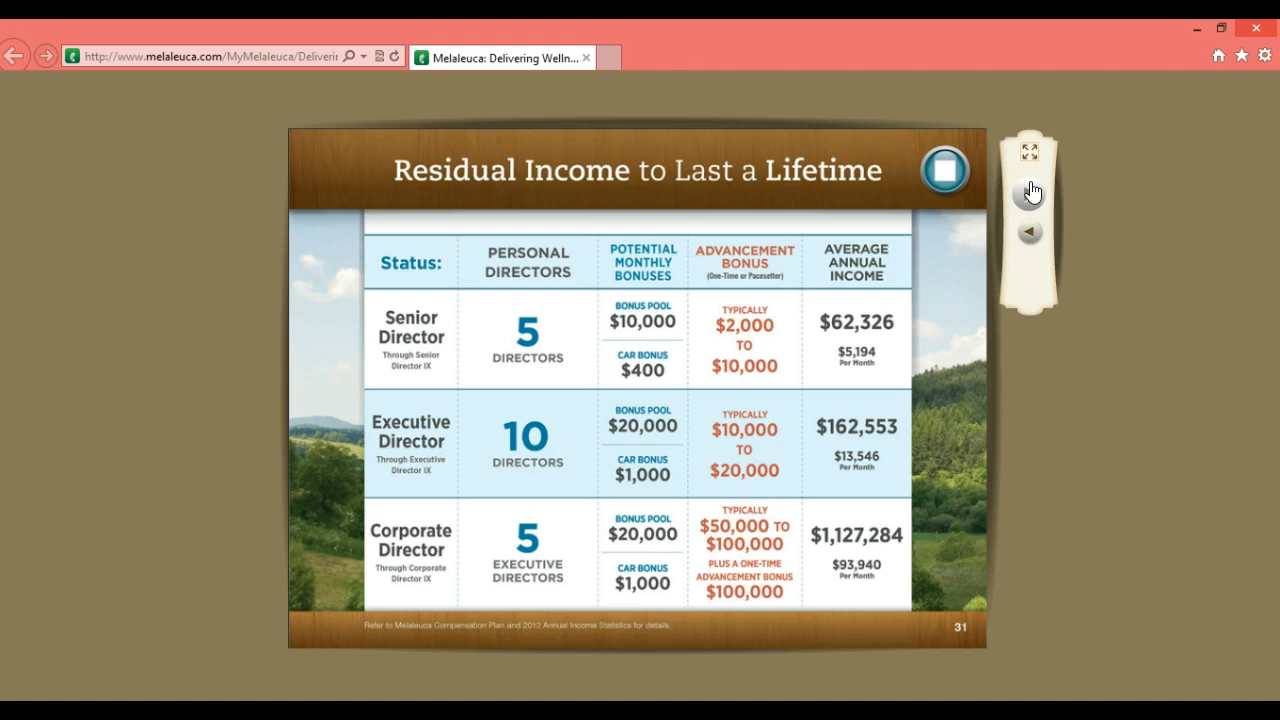 http://www.melaleuca.com/MyMelaleuca/Deliverin
Melaleuca: Delivering Welln...
Residual Income to Last a Lifetime
Status:
PERSONAL
DIRECTORS
POTENTIAL
MONTHLY
BONUSES
ADVANCEMENT
BONUS
(One-Time or Pacesetter)
AVERAGE
ANNUAL
INCOME
Senior
Director
Through Senior
Director IX
5
DIRECTORS
BONUS POOL
$10,000
CAR BONUS
$400
TYPICALLY
$2,000
TO
$10,000
$62,326
$5,194
Per Month
Executive
Director
Through Executive
Director IX
10
DIRECTORS
BONUS POOL
$20,000
CAR BONUS
$1,000
TYPICALLY
$10,000
TO
$20,000
$162,553
$13,546
Per Month
Corporate
Director
Through Corporate
Director IX
5
EXECUTIVE
DIRECTORS
BONUS POOL
$20,000
CAR BONUS
$1,000
TYPICALLY
$50,000 TO
$100,000
PLUS A ONE-TIME
ADVANCEMENT BONUS
$100,000
$1,127,284
$93,940
Per Month
Refer to Melaleuca Compensation Plan and 2012 Annual Income Statistics for details.
31